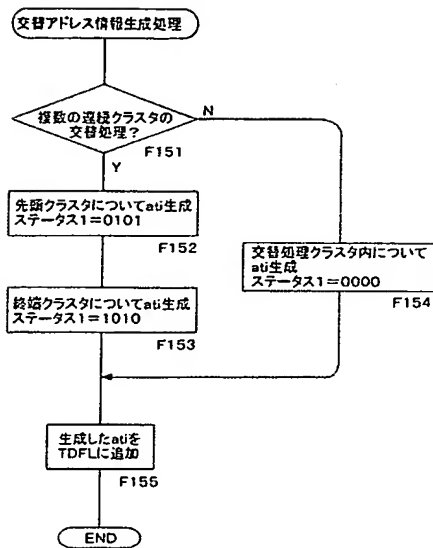 交替アドレス情報生成処理
複数の連続クラスタの
交替処理？
N
F151
Y
先頭クラスタについてati生成
ステータス1=0101
F152
交替処理クラスタ内について
ati生成
ステータス1=0000
F154
終端クラスタについてati生成
ステータス1=1010
F153
生成したatiを
TDFLに追加
F155
END